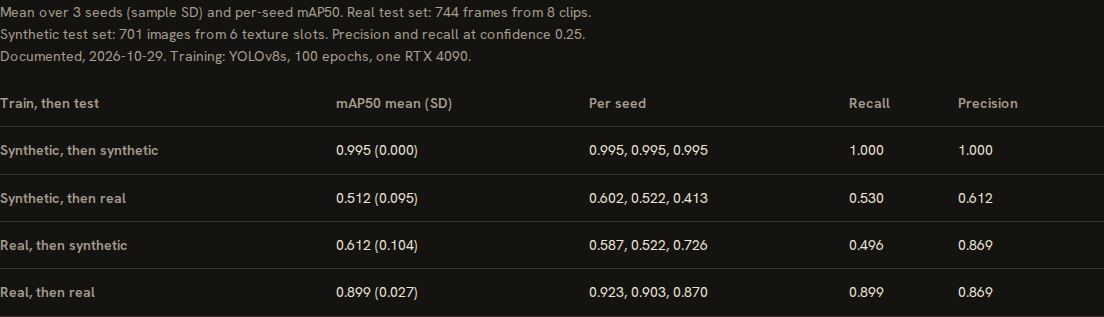 Mean over 3 seeds (sample SD) and per-seed mAP50. Real test set: 744 frames from 8 clips.
Synthetic test set: 701 images from 6 texture slots. Precision and recall at confidence 0.25.
Documented, 2026-10-29. Training: YOLOv8s, 100 epochs, one RTX 4090.
Train, then test mAP50 mean (SD) Per seed Recall Precision
Synthetic, then synthetic 0.995 (0.000) 0.995, 0.995, 0.995 1.000 1.000
Synthetic, then real 0.512 (0.095) 0.602, 0.522, 0.413 0.530 0.612
Real, then synthetic 0.612 (0.104) 0.587, 0.522, 0.726 0.496 0.869
Real, then real 0.899 (0.027) 0.923, 0.903, 0.870 0.899 0.869